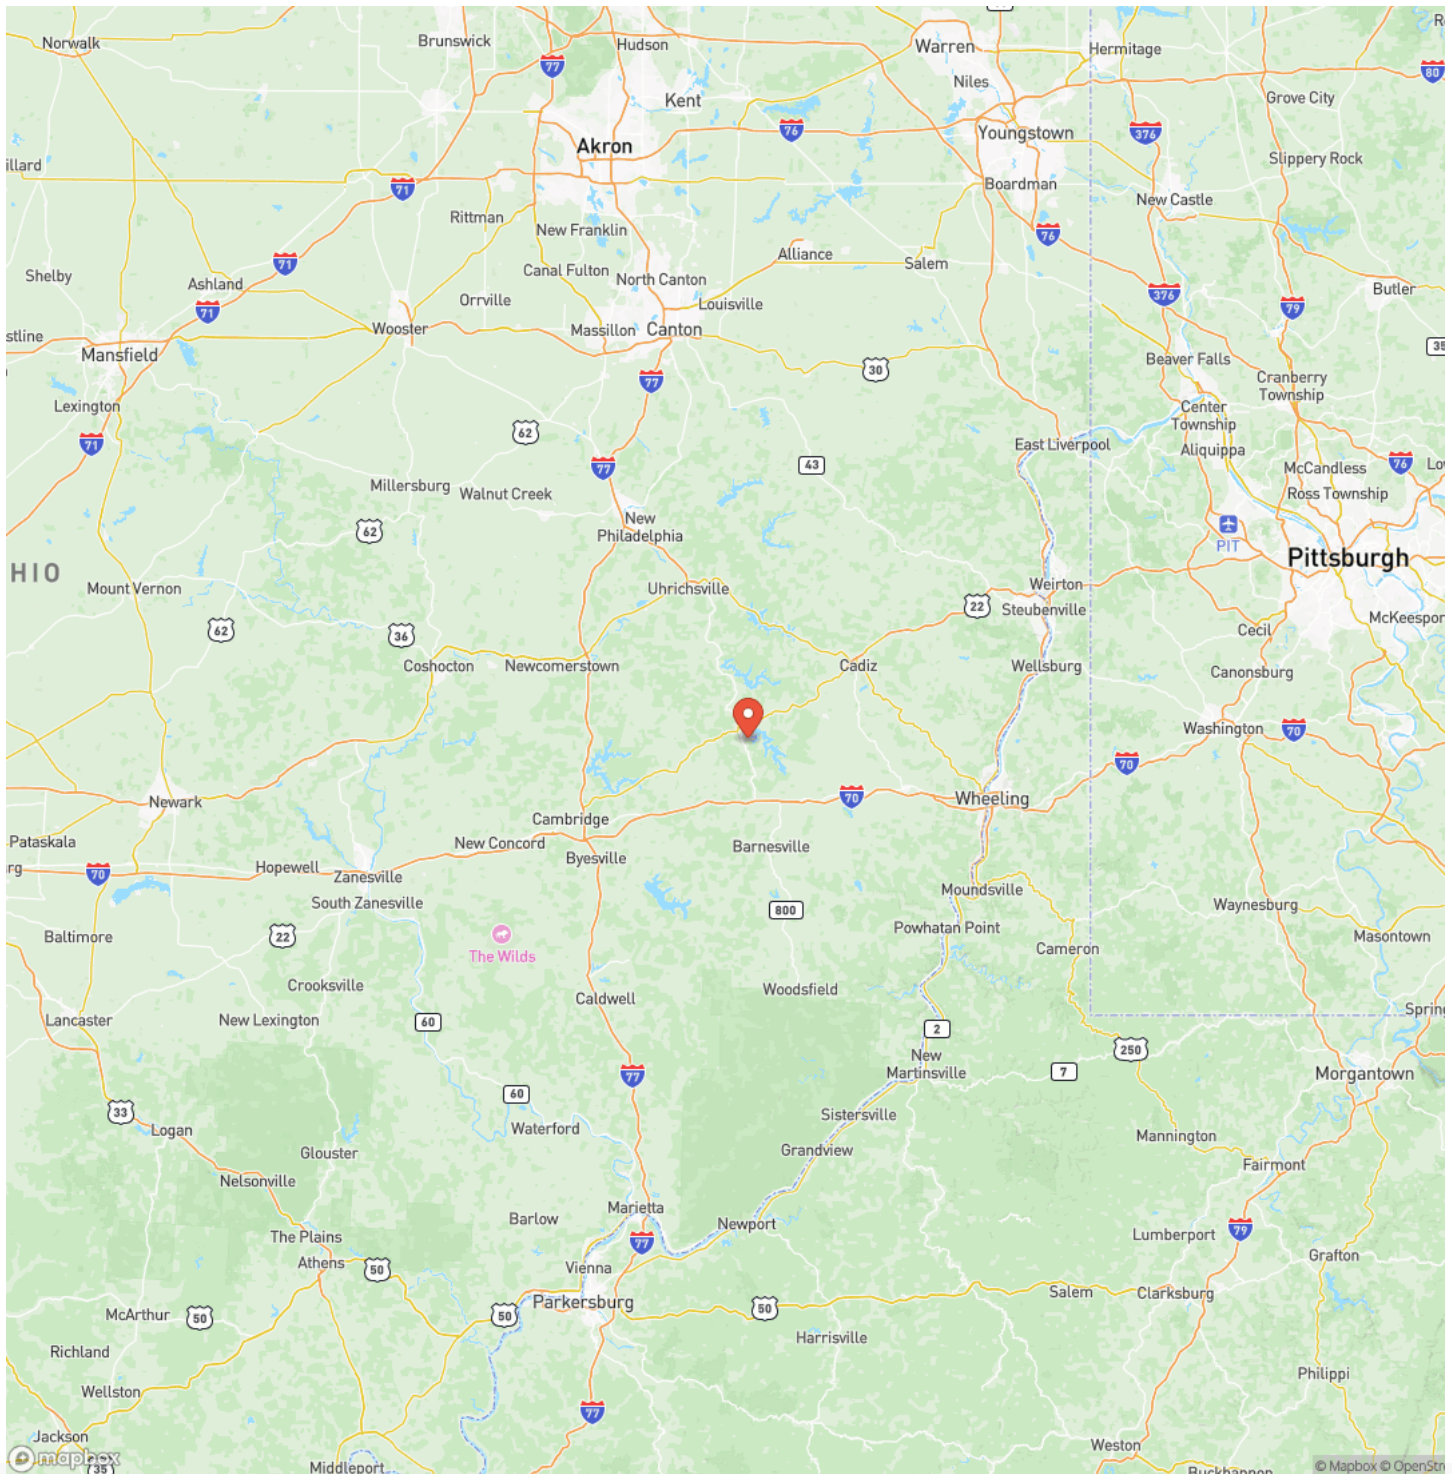 Norwalk
Brunswick
Hudson
Warren
Hermitage
77
Niles
80
Kent
Grove City
76
376
Youngstown
Akron
Slippery Rock
illard
71
Boardman
New Castle
Rittman
New Franklin
76
Alliance
Salem
71
Canal Fulton
Shelby
North Canton
Ashland
376
Butler
Orrville
Louisville
79
71
Wooster
Massillon
Canton
stline
35
Mansfield
Beaver Falls
30
77
Cranberry
Township
Lexington
Center
Township
62
71
East Liverpool
Aliquippa
43
77
McCandless
76
Millersburg
Walnut Creek
Ross Township
New
Philadelphia
62
PIT
Pittsburgh
HIO
Mount Vernon
Uhrichsville
Weirton
22
Steubenville
McKeespor
62
36
Cecil
Coshocton
Newcomerstown
Cadiz
Wellsburg
Canonsburg
Washington
70
70
Newark
70
Wheeling
Cambridge
Pataskala
New Concord
Barnesville
Byesville
rg
Hopewell
70
Zanesville
Moundsville
South Zanesville
800
Waynesburg
Powhatan Point
22
Baltimore
Masontown
Cameron
The Wilds
Crooksville
Woodsfield
Caldwell
Spring
Lancaster
New Lexington
60
2
250
New
Martinsville
7
77
Morgantown
60
33
Sistersville
Logan
Waterford
Mannington
Glouster
Grandview
Fairmont
Nelsonville
Marietta
Barlow
Newport
79
The Plains
77
Lumberport
Grafton
Athens
50
Vienna
Salem
Clarksburg
Parkersburg
50
McArthur
50
50
Harrisville
Richland
Philippi
Wellston
77
Jackson
Weston
mapbox
35
Middleport
Buckhannon
© Mapbox © OpenStre